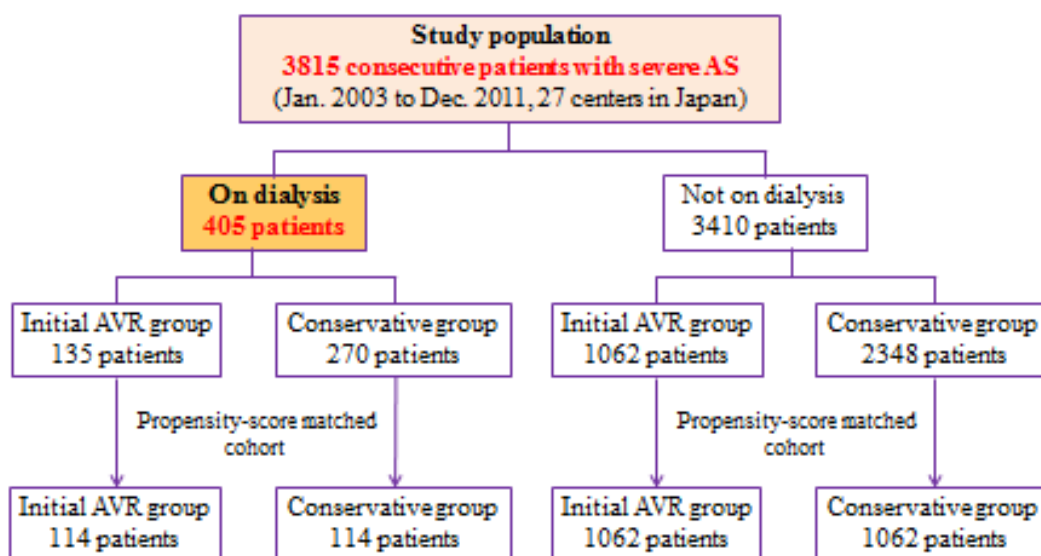 Study population
3815 consecutive patients with severe AS
(Jan. 2003 to Dec. 2011, 27 centers in Japan)
On dialysis
405 patients
Not on dialysis
3410 patients
Initial AVR group
135 patients
Conservative group
270 patients
Initial AVR group
1062 patients
Conservative group
2348 patients
Propensity-score matched
cohort
Propensity-score matched
cohort
Initial AVR group
114 patients
Conservative group
114 patients
Initial AVR group
1062 patients
Conservative group
1062 patients